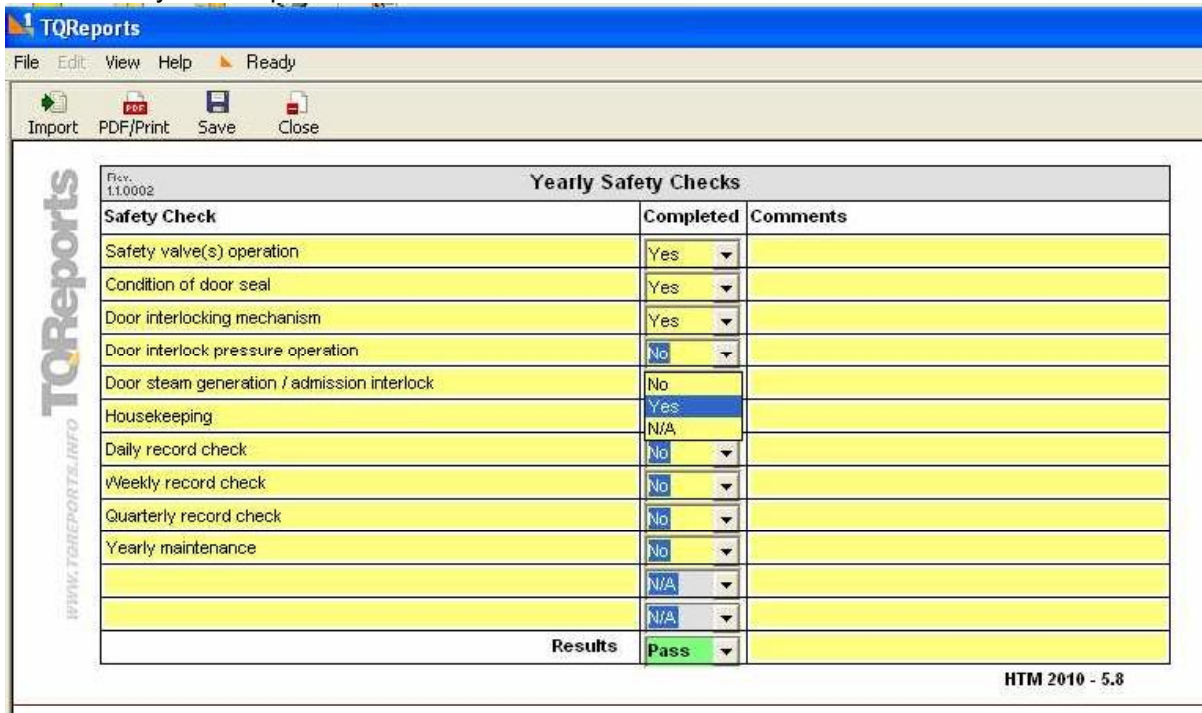 TQReports
File Edit View Help Ready
Import PDF/Print Save Close
Rev.
1.1.0002
Yearly Safety Checks
Safety Check Completed Comments
Safety valve(s) operation Yes
Condition of door seal Yes
Door interlocking mechanism Yes
Door interlock pressure operation No
Door steam generation / admission interlock No
Housekeeping Yes
N/A
Daily record check No
Weekly record check No
Quarterly record check No
Yearly maintenance No
N/A
N/A
Results Pass
HTM 2010 - 5.8
TQReports
WWW.TQREPORTS.INFO